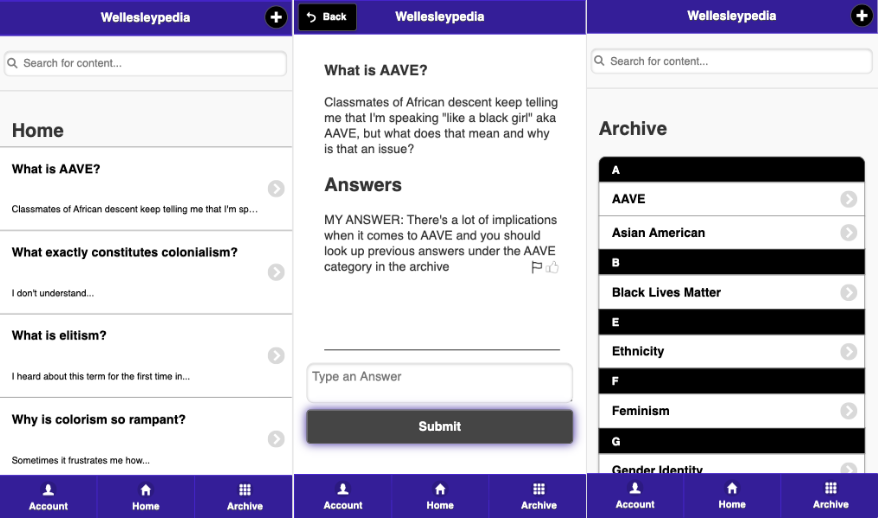 Wellesleypedia
Search for content...
Home
What is AAVE?
Classmates of African descent keep telling me that I'm sp...
What exactly constitutes colonialism?
I don't understand...
What is elitism?
I heard about this term for the first time in...
Why is colorism so rampant?
Sometimes it frustrates me how...
Account
Home
Archive
Back
Wellesleypedia
What is AAVE?
Classmates of African descent keep telling
me that I'm speaking "like a black girl" aka
AAVE, but what does that mean and why
is that an issue?
Answers
MY ANSWER: There's a lot of implications
when it comes to AAVE and you should
look up previous answers under the AAVE
category in the archive
Type an Answer
Submit
Account
Home
Archive
Wellesleypedia
Search for content...
Archive
A
AAVE
Asian American
B
Black Lives Matter
E
Ethnicity
F
Feminism
G
Gender Identity
Account
Home
Archive